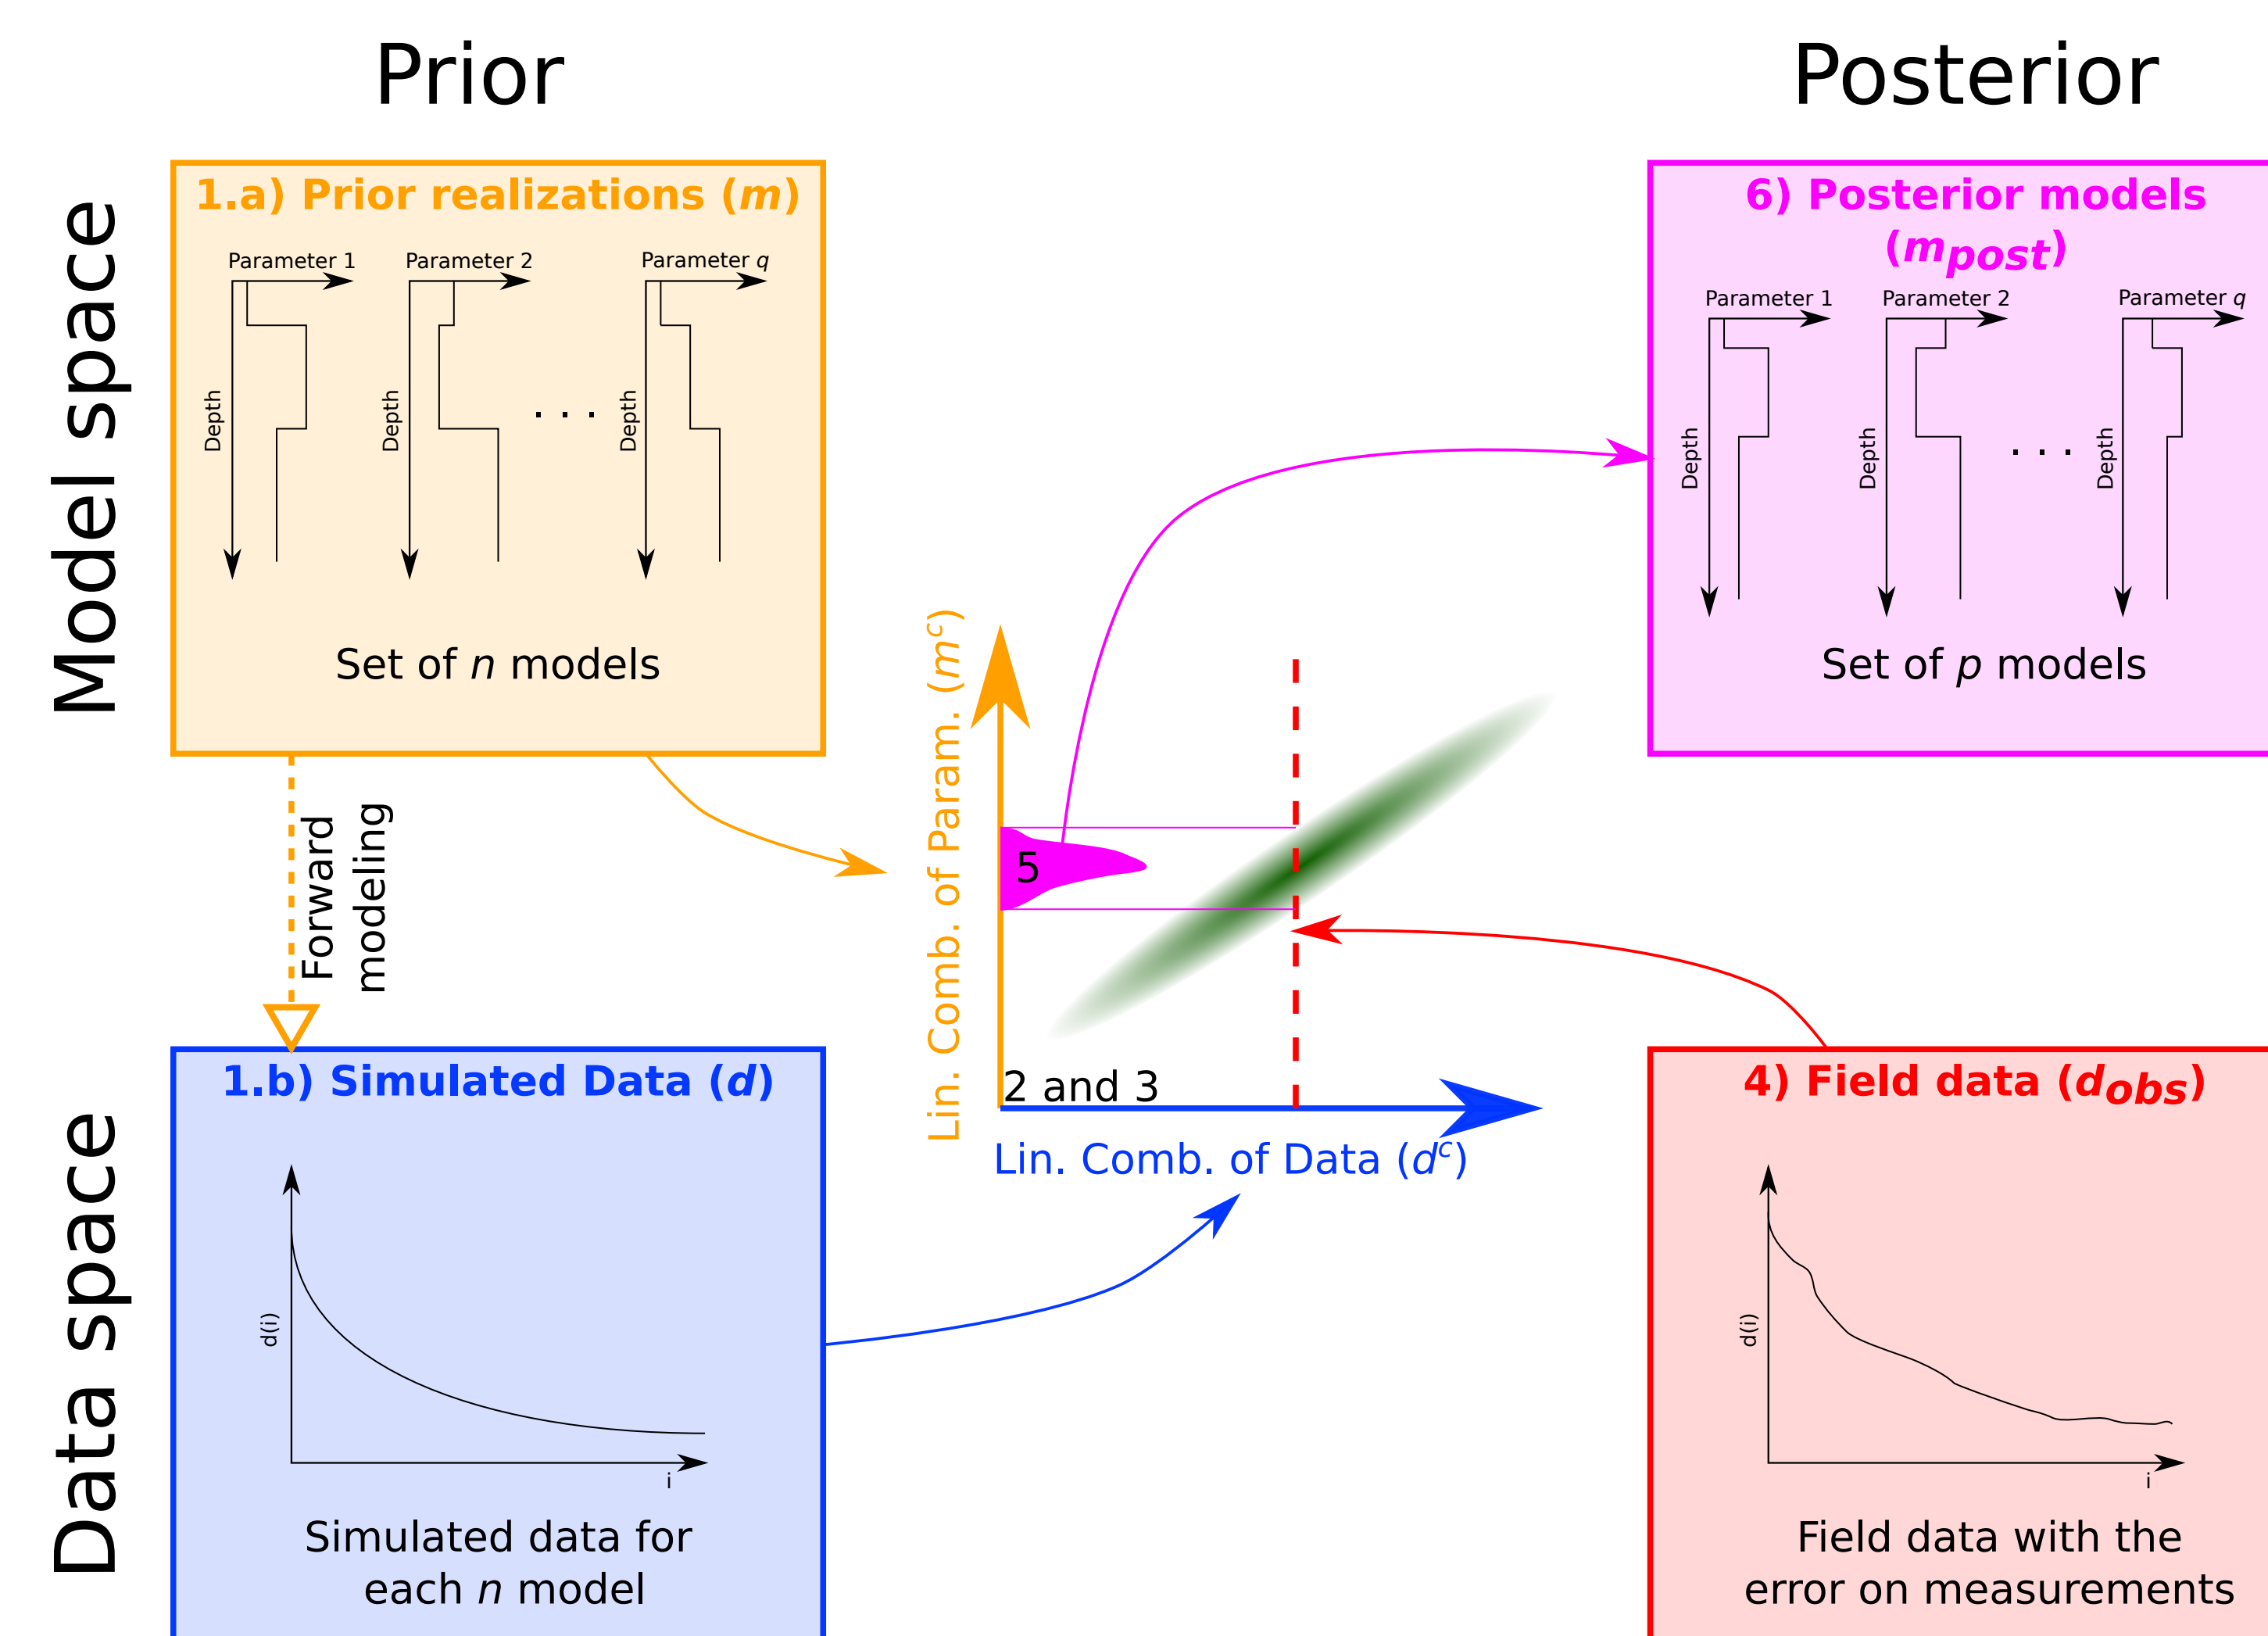 Prior
Posterior
Model space
Data space
1.a) Prior realizations (m)
Parameter 1
Parameter 2
Parameter q
Depth
Depth
. . .
Depth
Set of n models
6) Posterior models
(mpost)
Parameter 1
Parameter 2
Parameter q
Depth
Depth
. . .
Depth
Set of p models
Forward
modeling
Lin. Comb. of Param. (m^c)
5
2 and 3
Lin. Comb. of Data (d^c)
1.b) Simulated Data (d)
d(i)
i
Simulated data for
each n model
4) Field data (dobs)
d(i)
i
Field data with the
error on measurements